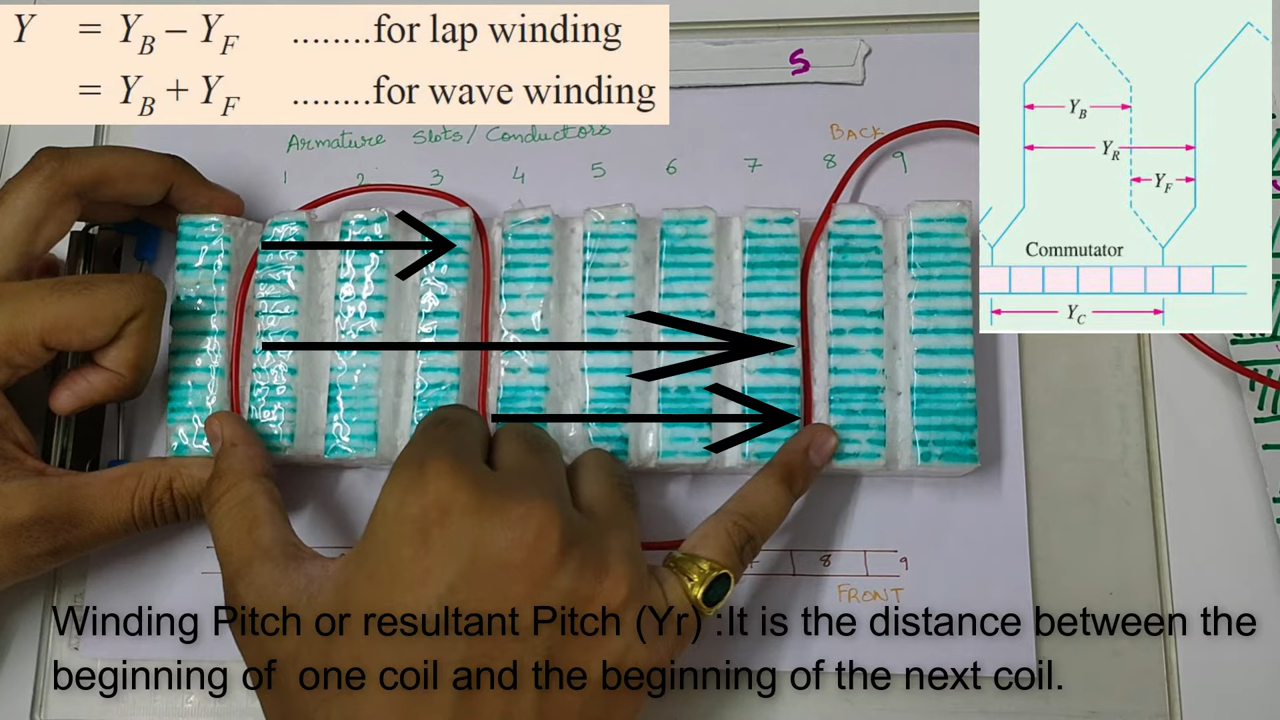 Y = Y_B − Y_F ........for lap winding
= Y_B + Y_F ........for wave winding
S
Armature Slots/Conductors
BACK
1 2 3 4 5 6 7 8 9
Y_B
Y_R
Y_F
Commutator
Y_C
8 9
FRONT
Winding Pitch or resultant Pitch (Yr) :It is the distance between the
beginning of one coil and the beginning of the next coil.